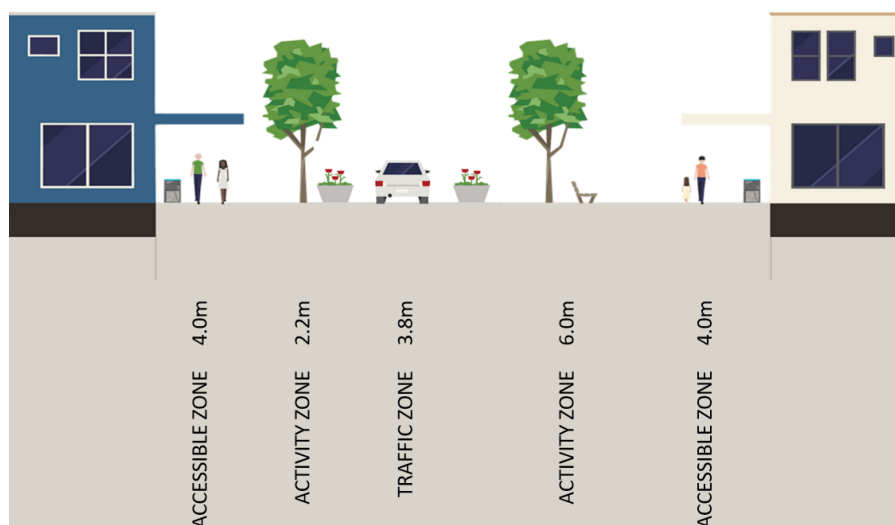 ACCESSIBLE ZONE 4.0m
ACTIVITY ZONE 2.2m
TRAFFIC ZONE 3.8m
ACTIVITY ZONE 6.0m
ACCESSIBLE ZONE 4.0m